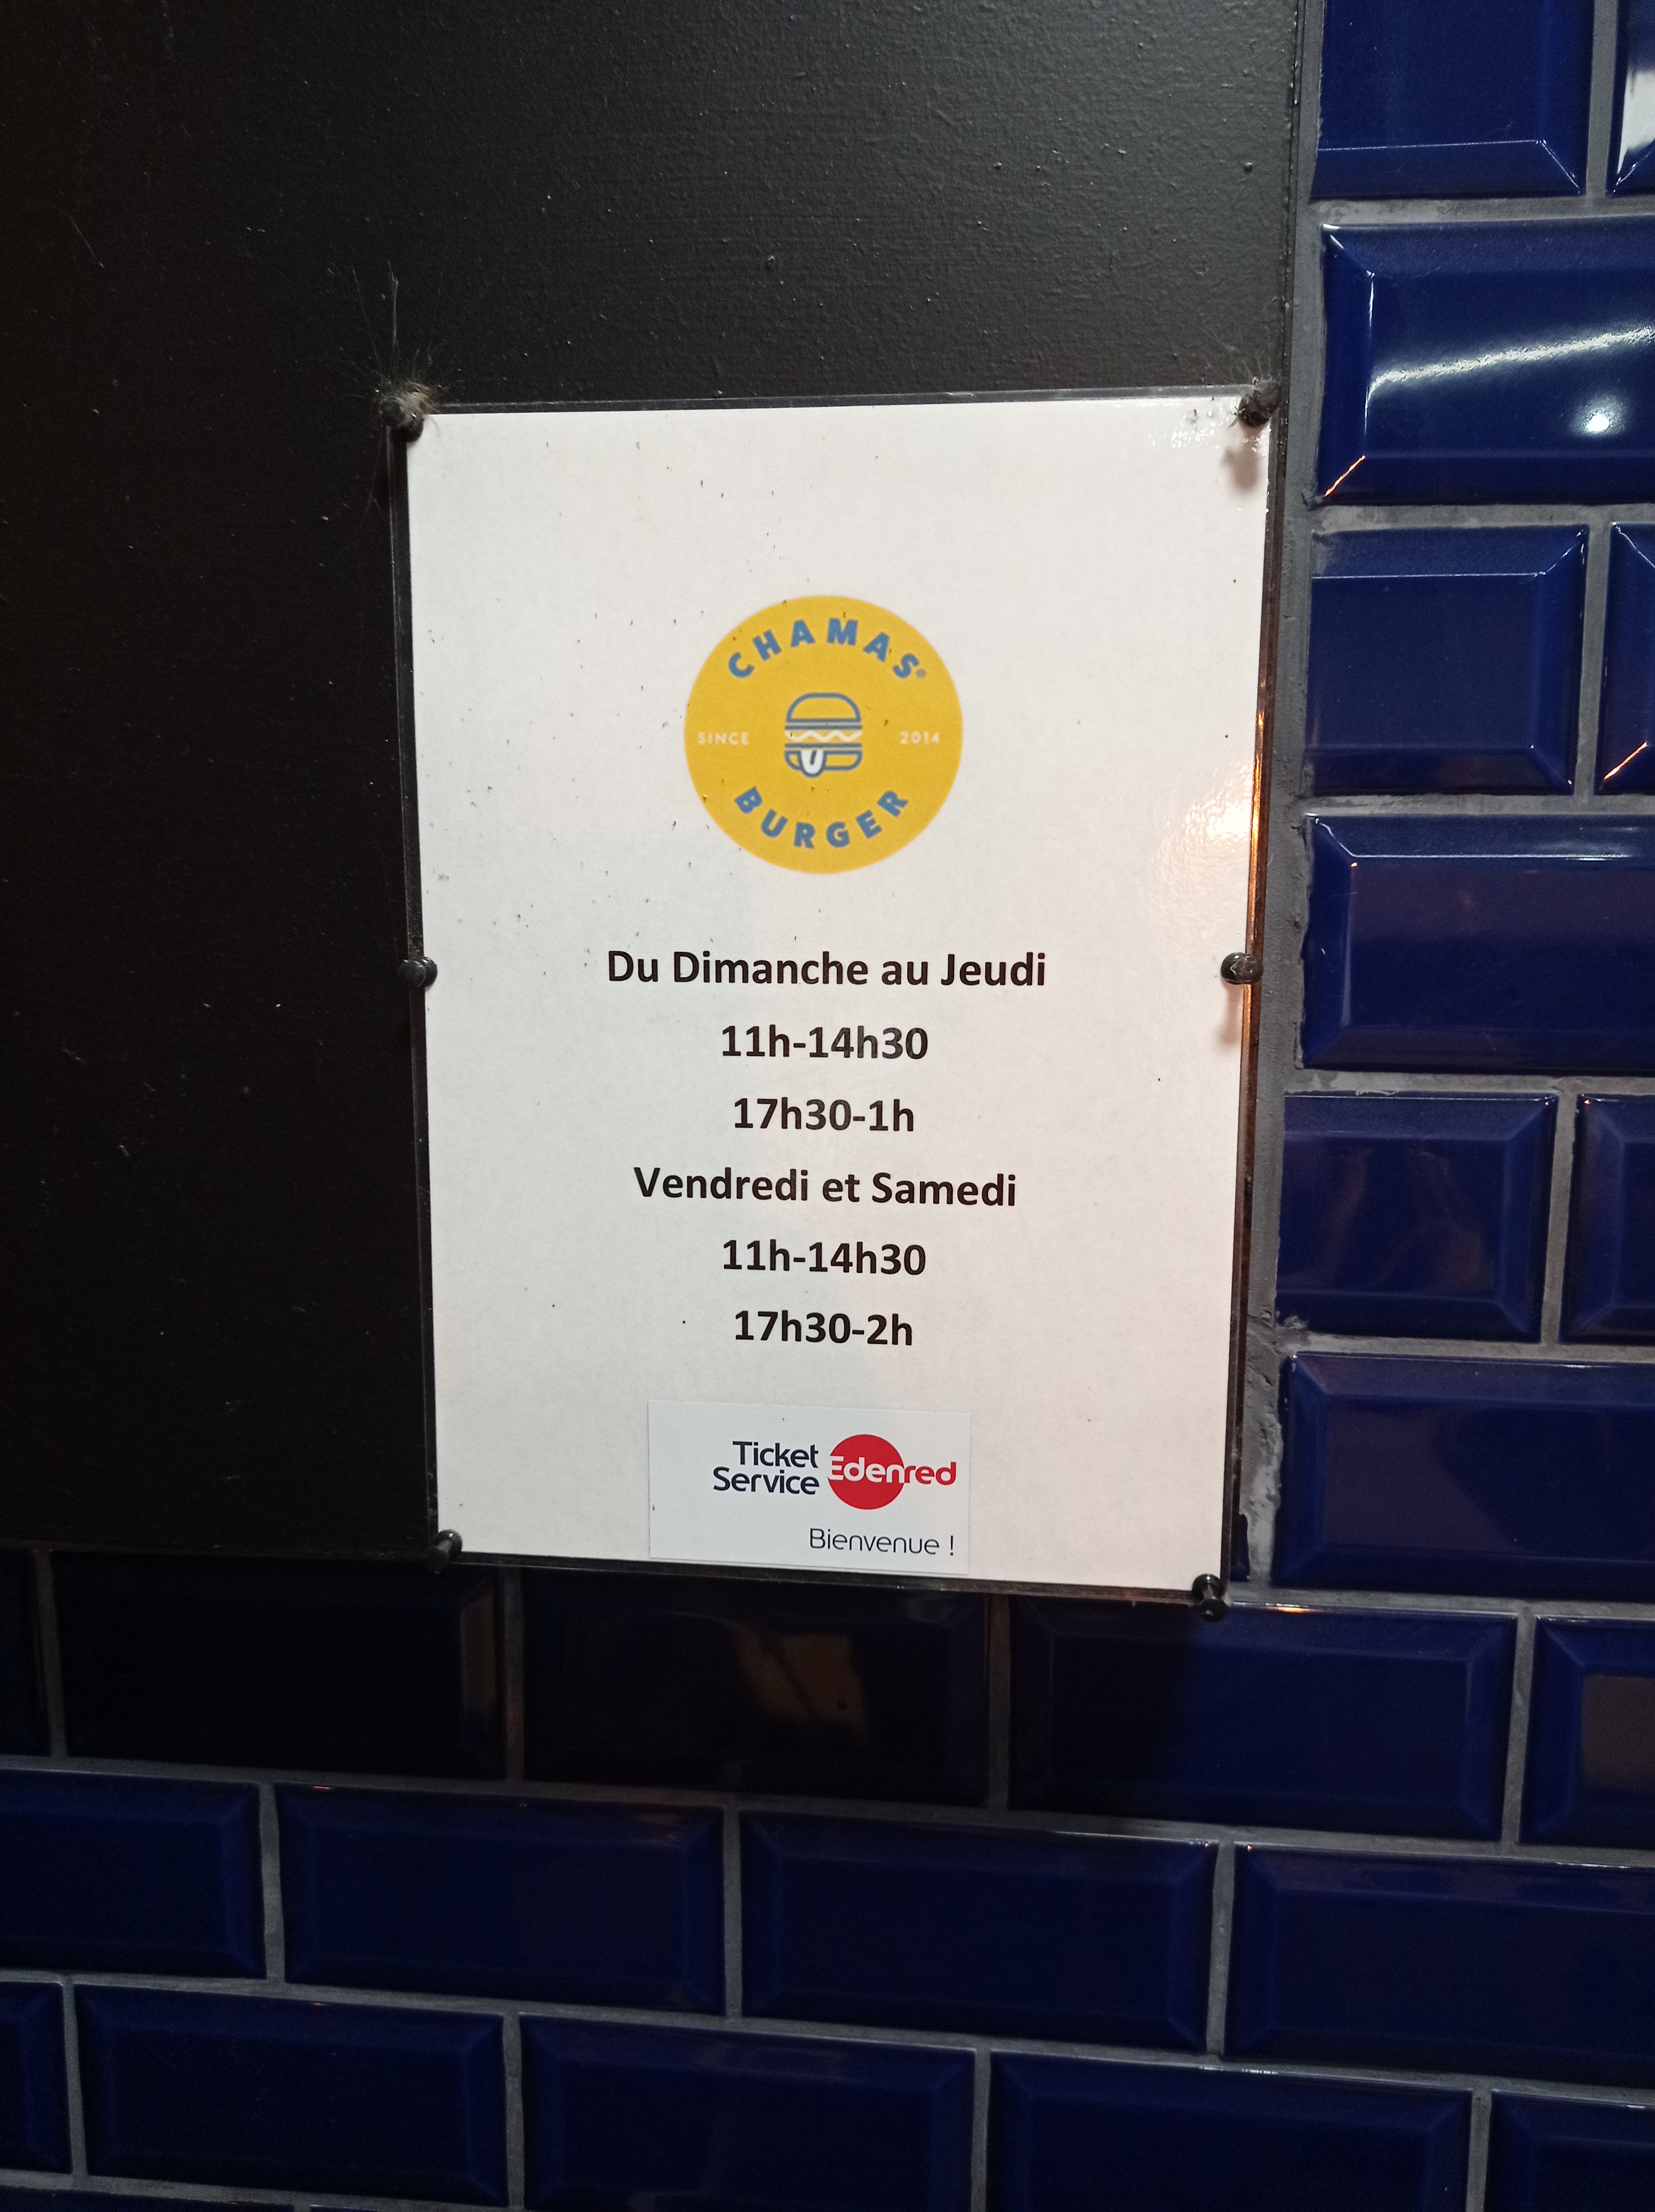 CHAMAS®
SINCE 2014
BURGER
Du Dimanche au Jeudi
11h-14h30
17h30-1h
Vendredi et Samedi
11h-14h30
17h30-2h
Ticket
Service
Edenred
Bienvenue !